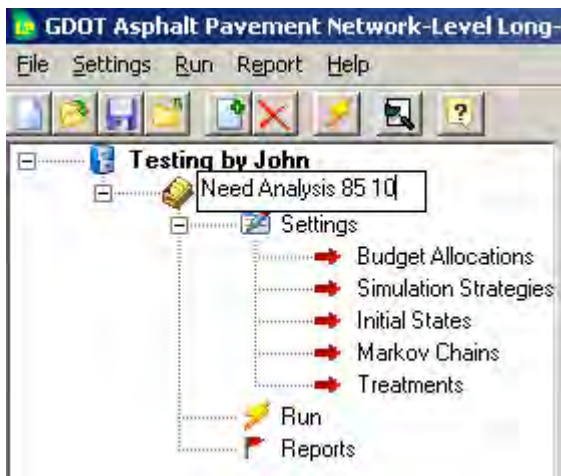 GDOT Asphalt Pavement Network-Level Long-
File Settings Run Report Help
Testing by John
Need Analysis 85 10
Settings
Budget Allocations
Simulation Strategies
Initial States
Markov Chains
Treatments
Run
Reports